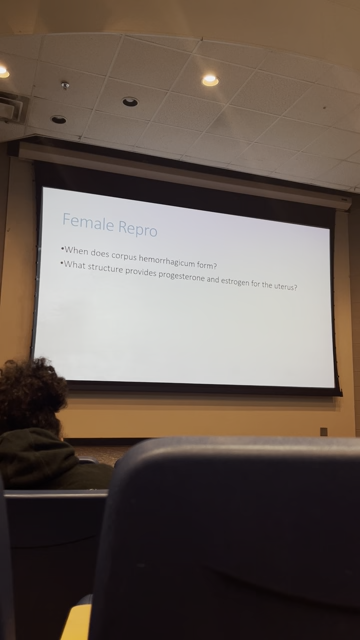 Female Repro
•When does corpus hemorrhagicum form?
•What structure provides progesterone and estrogen for the uterus?